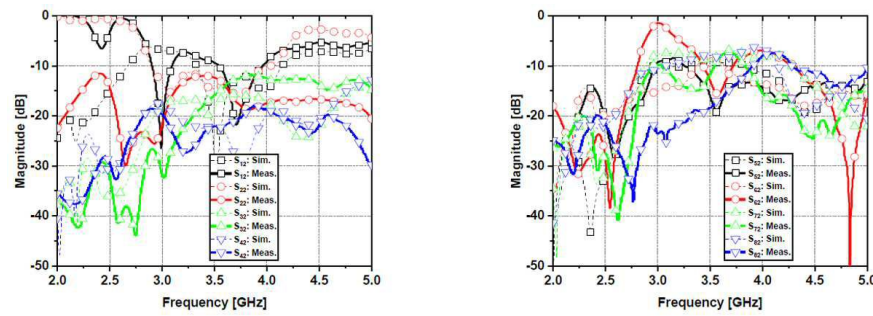 0
-10
-20
-30
-40
-50
Magnitude [dB]
S12: Sim.
S12: Meas.
S22: Sim.
S22: Meas.
S32: Sim.
S32: Meas.
S42: Sim.
S42: Meas.
2.0 2.5 3.0 3.5 4.0 4.5 5.0
Frequency [GHz]
0
-10
-20
-30
-40
-50
Magnitude [dB]
S52: Sim.
S52: Meas.
S62: Sim.
S62: Meas.
S72: Sim.
S72: Meas.
S82: Sim.
S82: Meas.
2.0 2.5 3.0 3.5 4.0 4.5 5.0
Frequency [GHz]